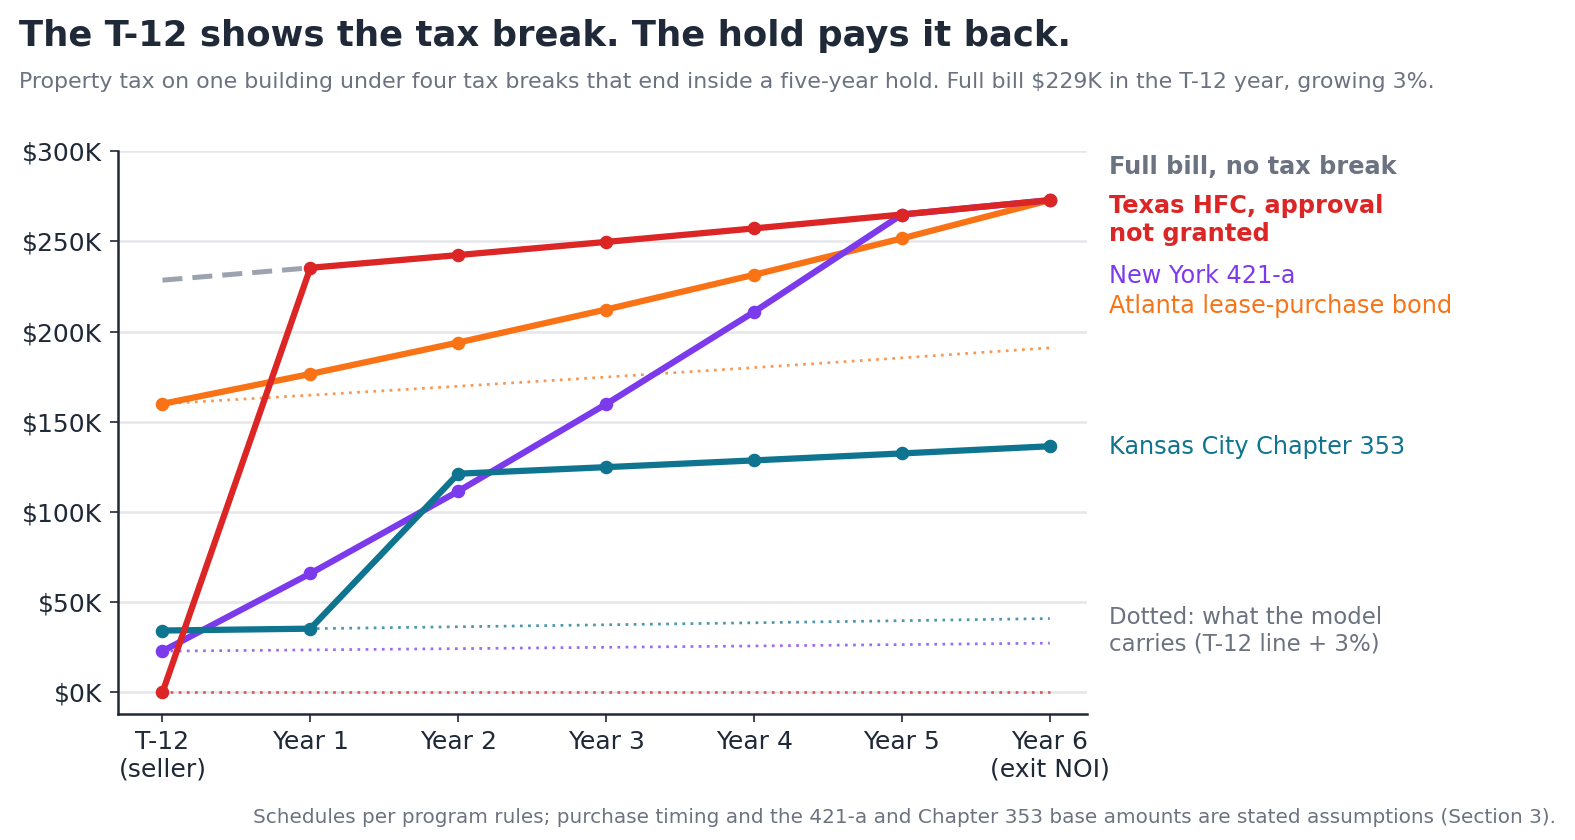 The T-12 shows the tax break. The hold pays it back.
Property tax on one building under four tax breaks that end inside a five-year hold. Full bill $229K in the T-12 year, growing 3%.
$300K
$250K
$200K
$150K
$100K
$50K
$0K
Full bill, no tax break
Texas HFC, approval
not granted
New York 421-a
Atlanta lease-purchase bond
Kansas City Chapter 353
Dotted: what the model
carries (T-12 line + 3%)
T-12
(seller)
Year 1
Year 2
Year 3
Year 4
Year 5
Year 6
(exit NOI)
Schedules per program rules; purchase timing and the 421-a and Chapter 353 base amounts are stated assumptions (Section 3).